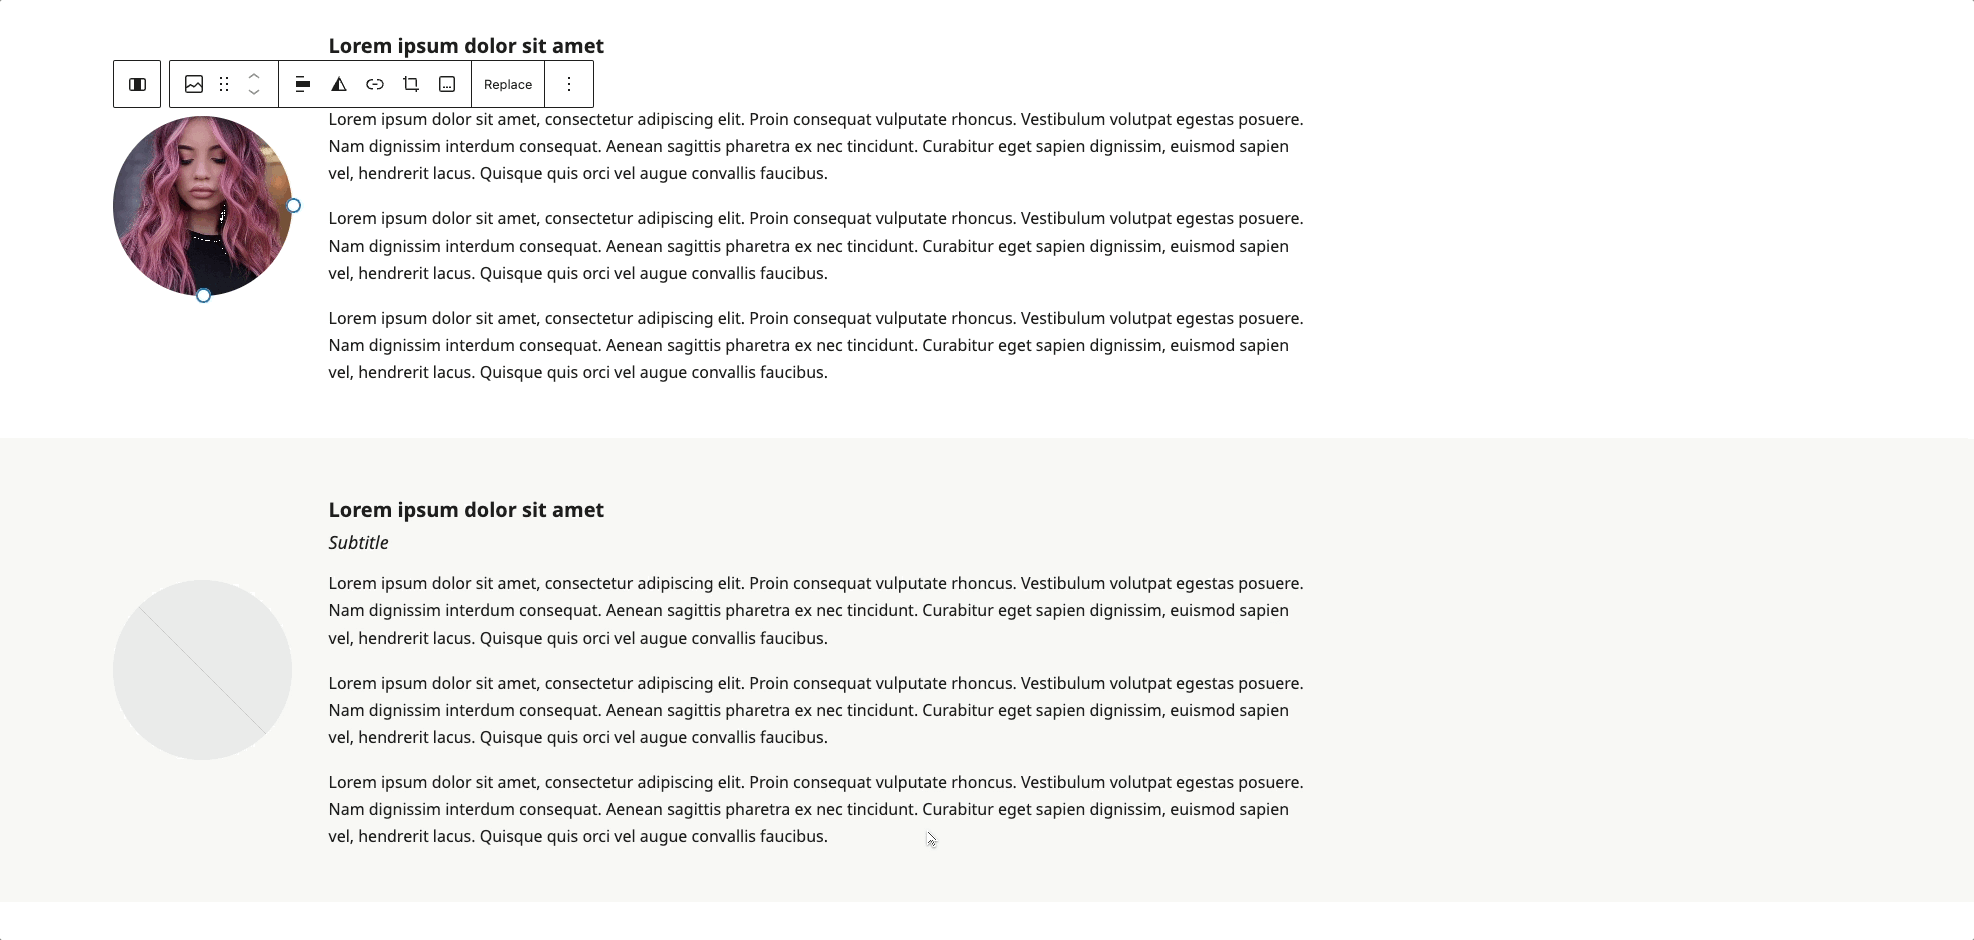 Lorem ipsum dolor sit amet
Replace
Lorem ipsum dolor sit amet, consectetur adipiscing elit. Proin consequat vulputate rhoncus. Vestibulum volutpat egestas posuere.
Nam dignissim interdum consequat. Aenean sagittis pharetra ex nec tincidunt. Curabitur eget sapien dignissim, euismod sapien
vel, hendrerit lacus. Quisque quis orci vel augue convallis faucibus.
Lorem ipsum dolor sit amet, consectetur adipiscing elit. Proin consequat vulputate rhoncus. Vestibulum volutpat egestas posuere.
Nam dignissim interdum consequat. Aenean sagittis pharetra ex nec tincidunt. Curabitur eget sapien dignissim, euismod sapien
vel, hendrerit lacus. Quisque quis orci vel augue convallis faucibus.
Lorem ipsum dolor sit amet, consectetur adipiscing elit. Proin consequat vulputate rhoncus. Vestibulum volutpat egestas posuere.
Nam dignissim interdum consequat. Aenean sagittis pharetra ex nec tincidunt. Curabitur eget sapien dignissim, euismod sapien
vel, hendrerit lacus. Quisque quis orci vel augue convallis faucibus.
Lorem ipsum dolor sit amet
Subtitle
Lorem ipsum dolor sit amet, consectetur adipiscing elit. Proin consequat vulputate rhoncus. Vestibulum volutpat egestas posuere.
Nam dignissim interdum consequat. Aenean sagittis pharetra ex nec tincidunt. Curabitur eget sapien dignissim, euismod sapien
vel, hendrerit lacus. Quisque quis orci vel augue convallis faucibus.
Lorem ipsum dolor sit amet, consectetur adipiscing elit. Proin consequat vulputate rhoncus. Vestibulum volutpat egestas posuere.
Nam dignissim interdum consequat. Aenean sagittis pharetra ex nec tincidunt. Curabitur eget sapien dignissim, euismod sapien
vel, hendrerit lacus. Quisque quis orci vel augue convallis faucibus.
Lorem ipsum dolor sit amet, consectetur adipiscing elit. Proin consequat vulputate rhoncus. Vestibulum volutpat egestas posuere.
Nam dignissim interdum consequat. Aenean sagittis pharetra ex nec tincidunt. Curabitur eget sapien dignissim, euismod sapien
vel, hendrerit lacus. Quisque quis orci vel augue convallis faucibus.